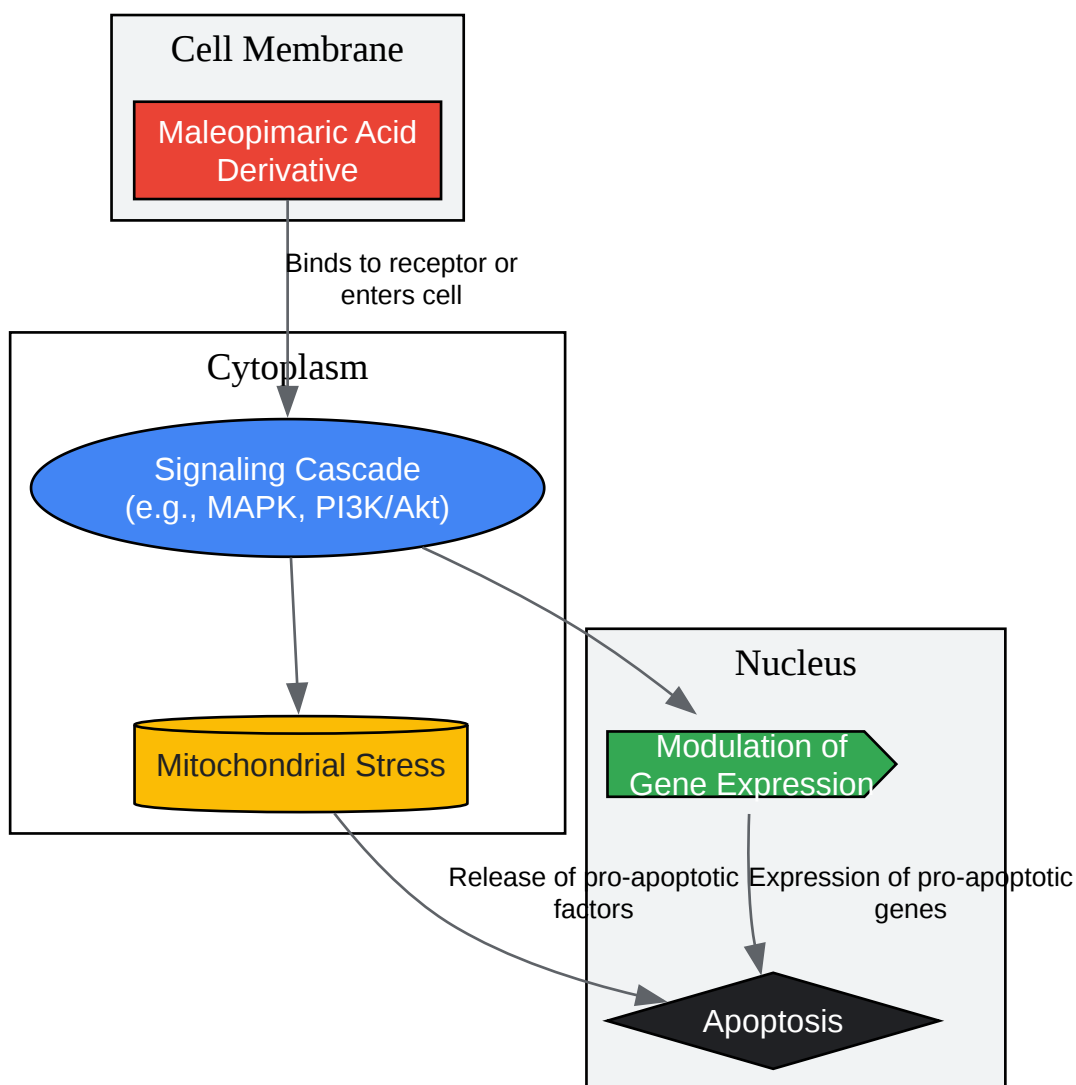 Cell Membrane
Maleopimaric Acid
Derivative
Binds to receptor or
enters cell
Cytoplasm
Signaling Cascade
(e.g., MAPK, PI3K/Akt)
Nucleus
Mitochondrial Stress
Modulation of
Gene Expression
Release of pro-apoptotic
factors
Expression of pro-apoptotic
genes
Apoptosis